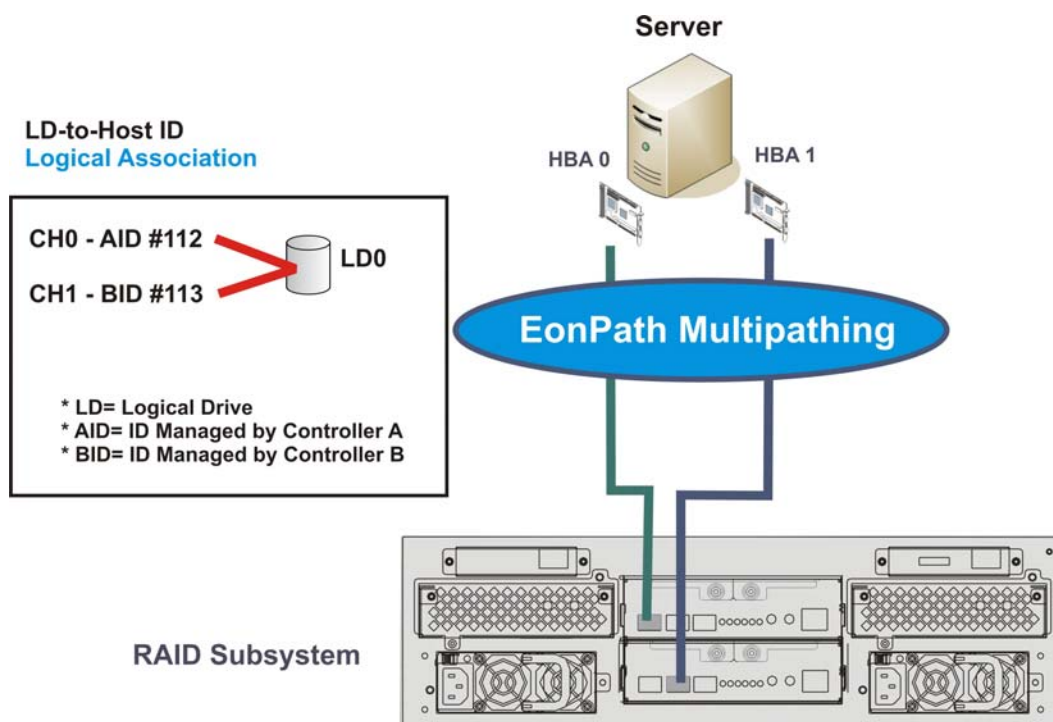 Server
LD-to-Host ID
Logical Association
HBA 0
HBA 1
CH0 - AID #112
LD0
CH1 - BID #113
EonPath Multipathing
* LD= Logical Drive
* AID= ID Managed by Controller A
* BID= ID Managed by Controller B
RAID Subsystem